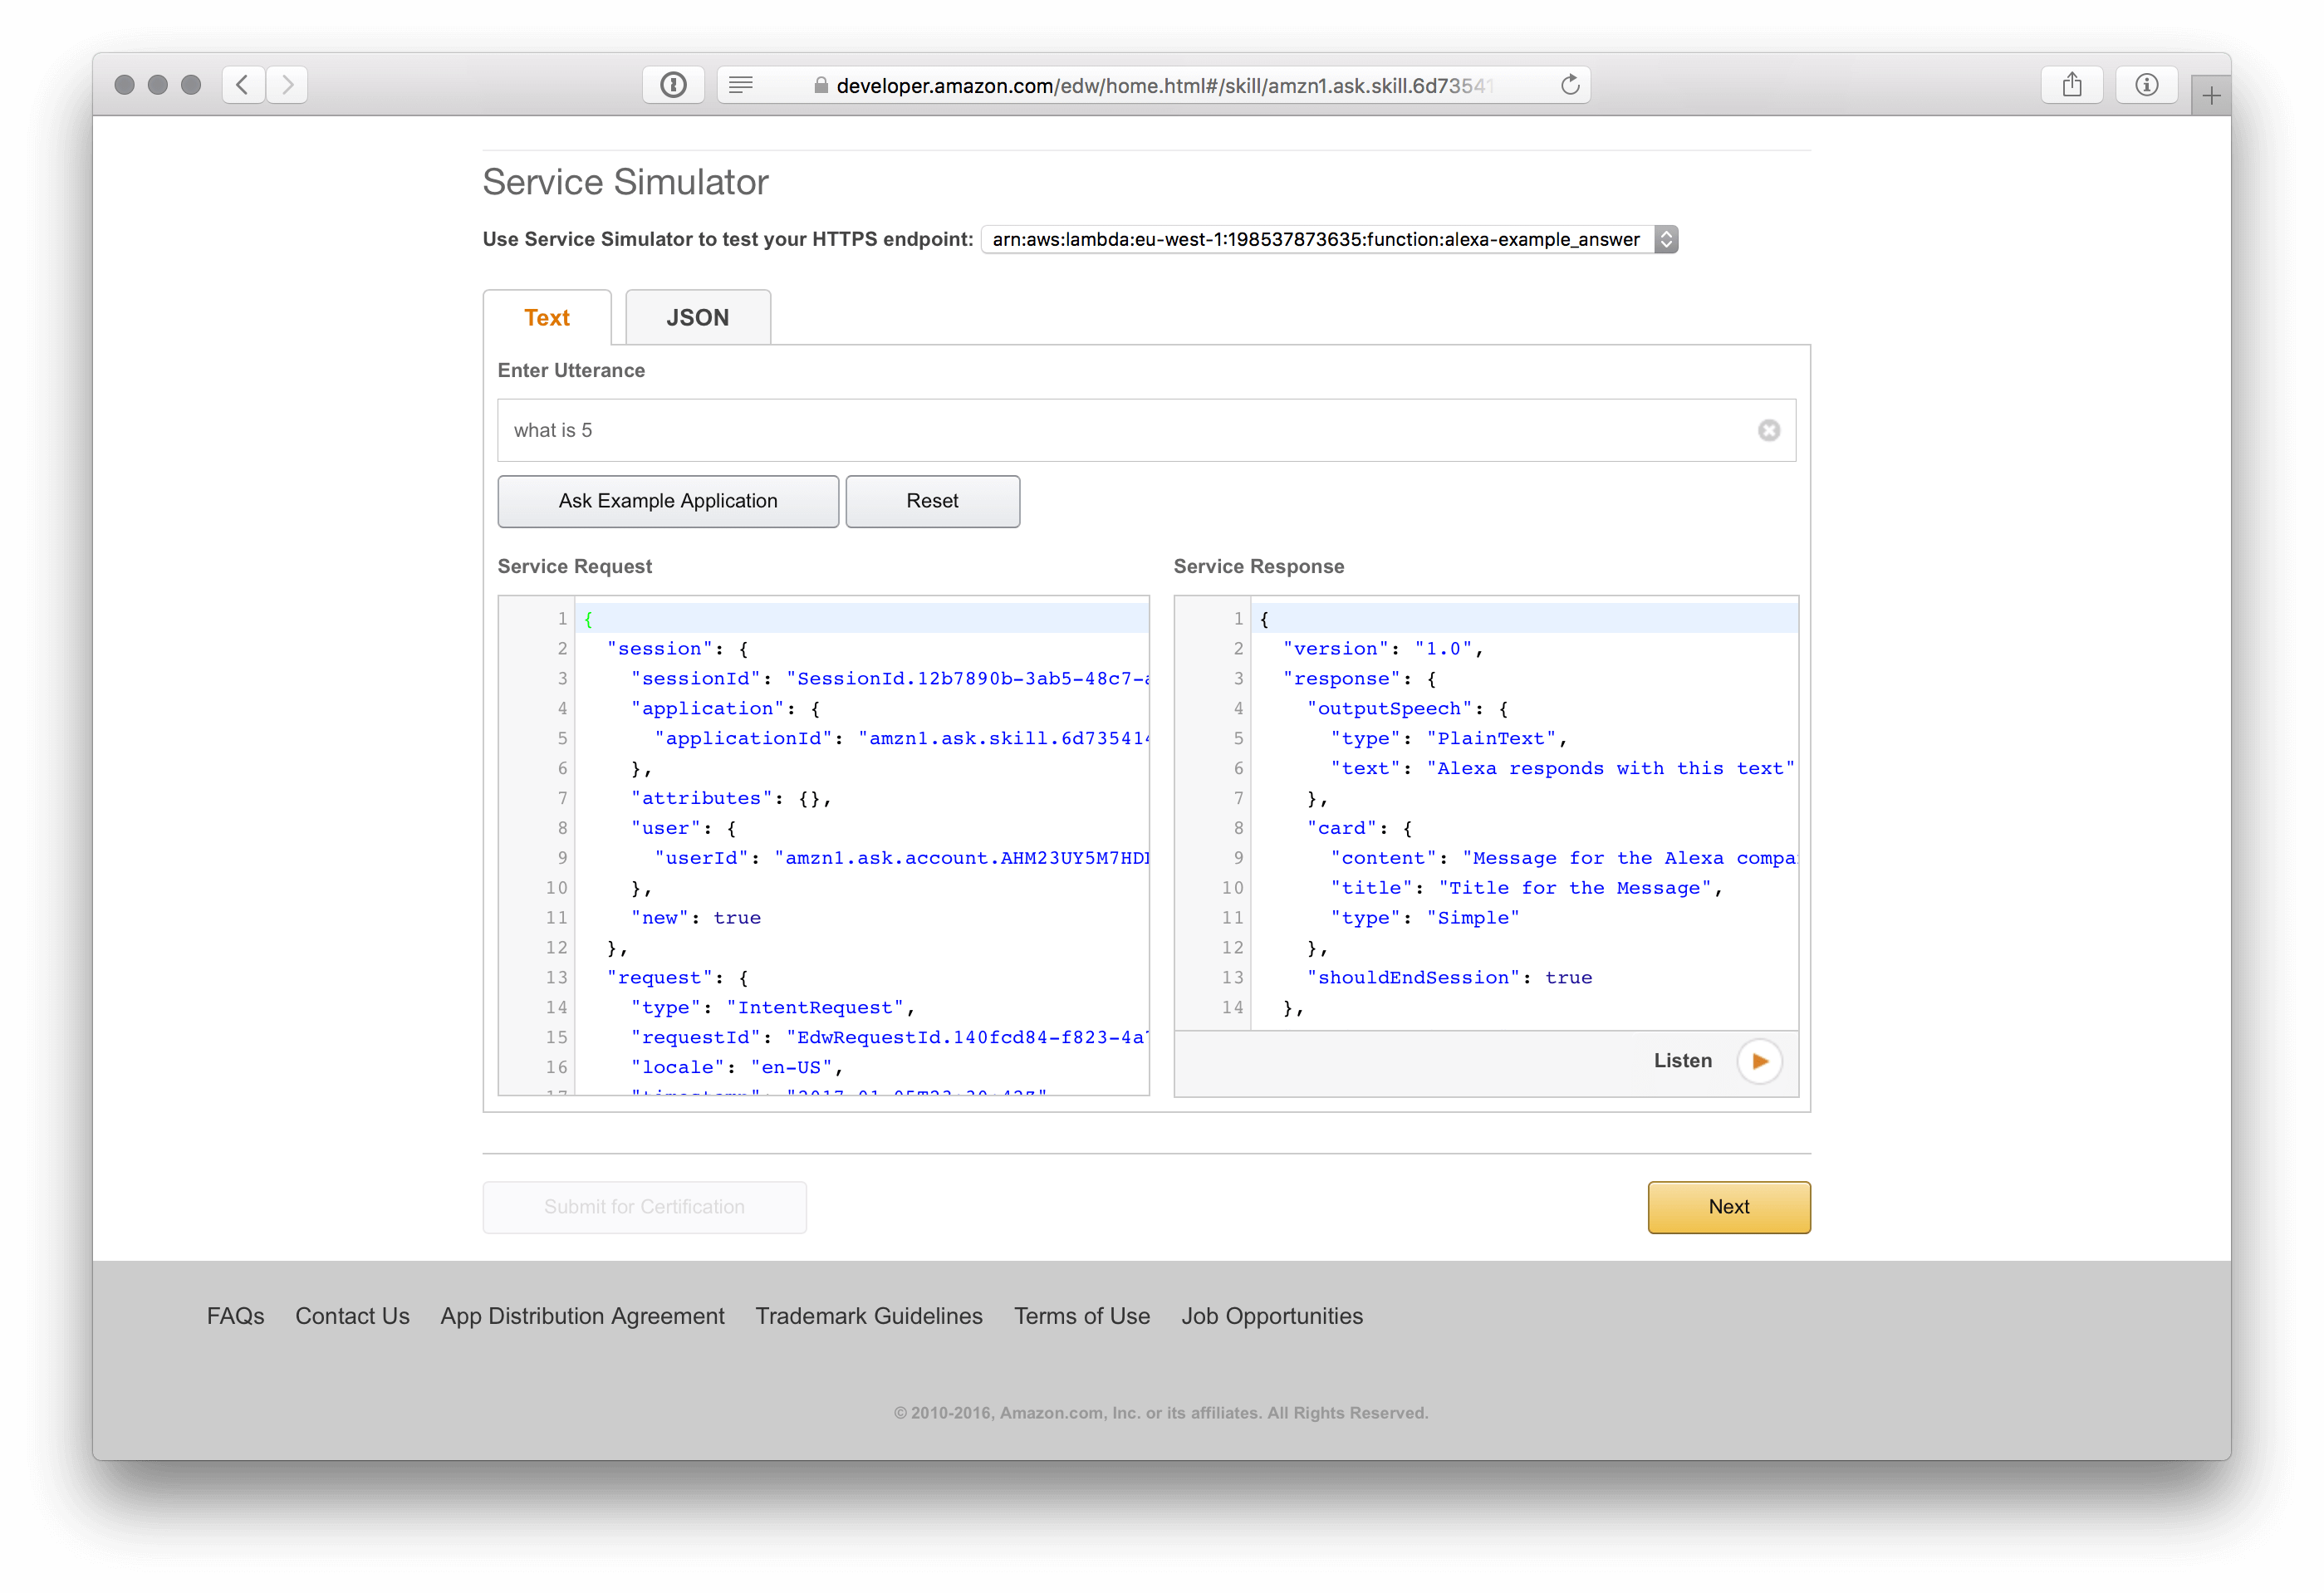 developer.amazon.com/edw/home.html#/skill/amzn1.ask.skill.6d73541
Service Simulator
Use Service Simulator to test your HTTPS endpoint: arn:aws:lambda:eu-west-1:198537873635:function:alexa-example_answer
Text JSON
Enter Utterance
what is 5
Ask Example Application Reset
Service Request
1 {
2 "session": {
3 "sessionId": "SessionId.12b7890b-3ab5-48c7-
4 "application": {
5 "applicationId": "amzn1.ask.skill.6d735414
6 },
7 "attributes": {},
8 "user": {
9 "userId": "amzn1.ask.account.AHM23UY5M7HD
10 },
11 "new": true
12 },
13 "request": {
14 "type": "IntentRequest",
15 "requestId": "EdwRequestId.140fcd84-f823-4a
16 "locale": "en-US",
Service Response
1 {
2 "version": "1.0",
3 "response": {
4 "outputSpeech": {
5 "type": "PlainText",
6 "text": "Alexa responds with this text"
7 },
8 "card": {
9 "content": "Message for the Alexa compa
10 "title": "Title for the Message",
11 "type": "Simple"
12 },
13 "shouldEndSession": true
14 },
Listen
Submit for Certification Next
FAQs Contact Us App Distribution Agreement Trademark Guidelines Terms of Use Job Opportunities
© 2010-2016, Amazon.com, Inc. or its affiliates. All Rights Reserved.